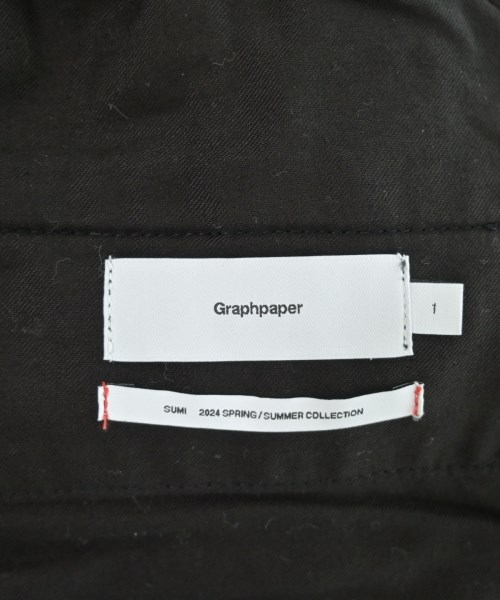 Graphpaper
1
SUMI 2024 SPRING/SUMMER COLLECTION